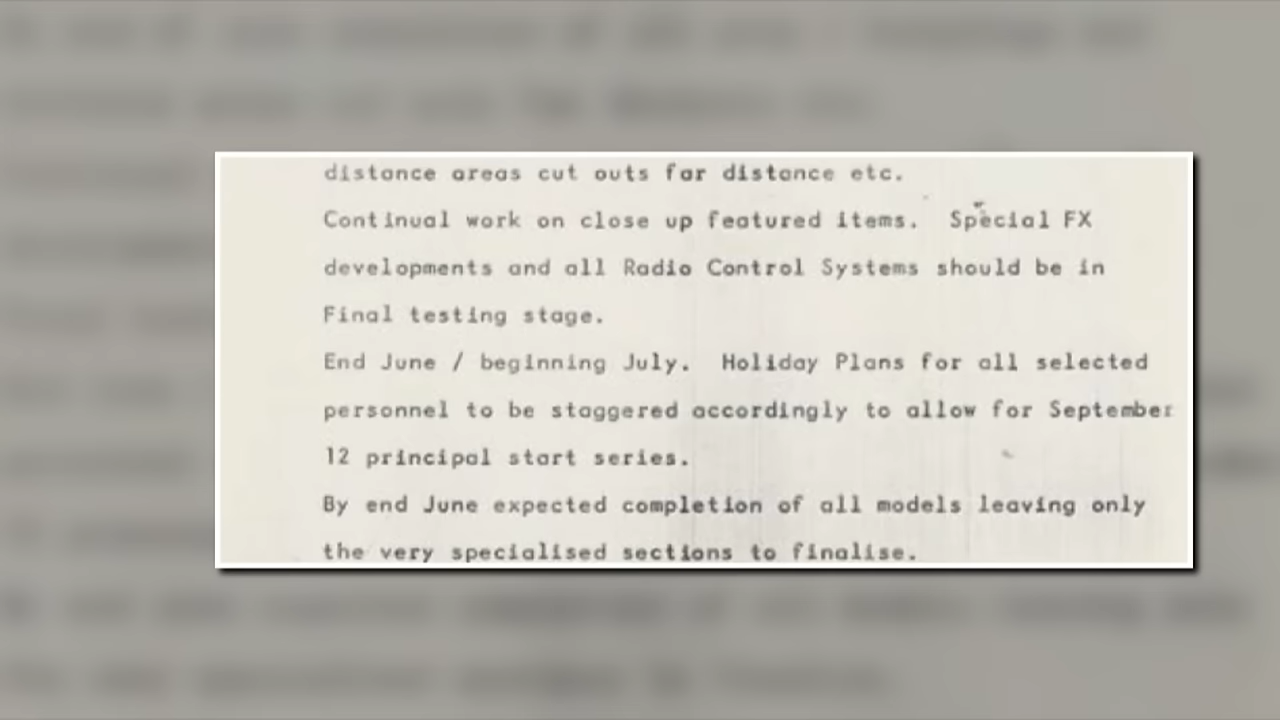 distance areas cut outs far distance etc.
Continual work on close up featured items. Special FX
developments and all Radio Control Systems should be in
Final testing stage.
End June / beginning July. Holiday Plans for all selected
personnel to be staggered accordingly to allow for September
12 principal start series.
By end June expected completion of all models leaving only
the very specialised sections to finalise.